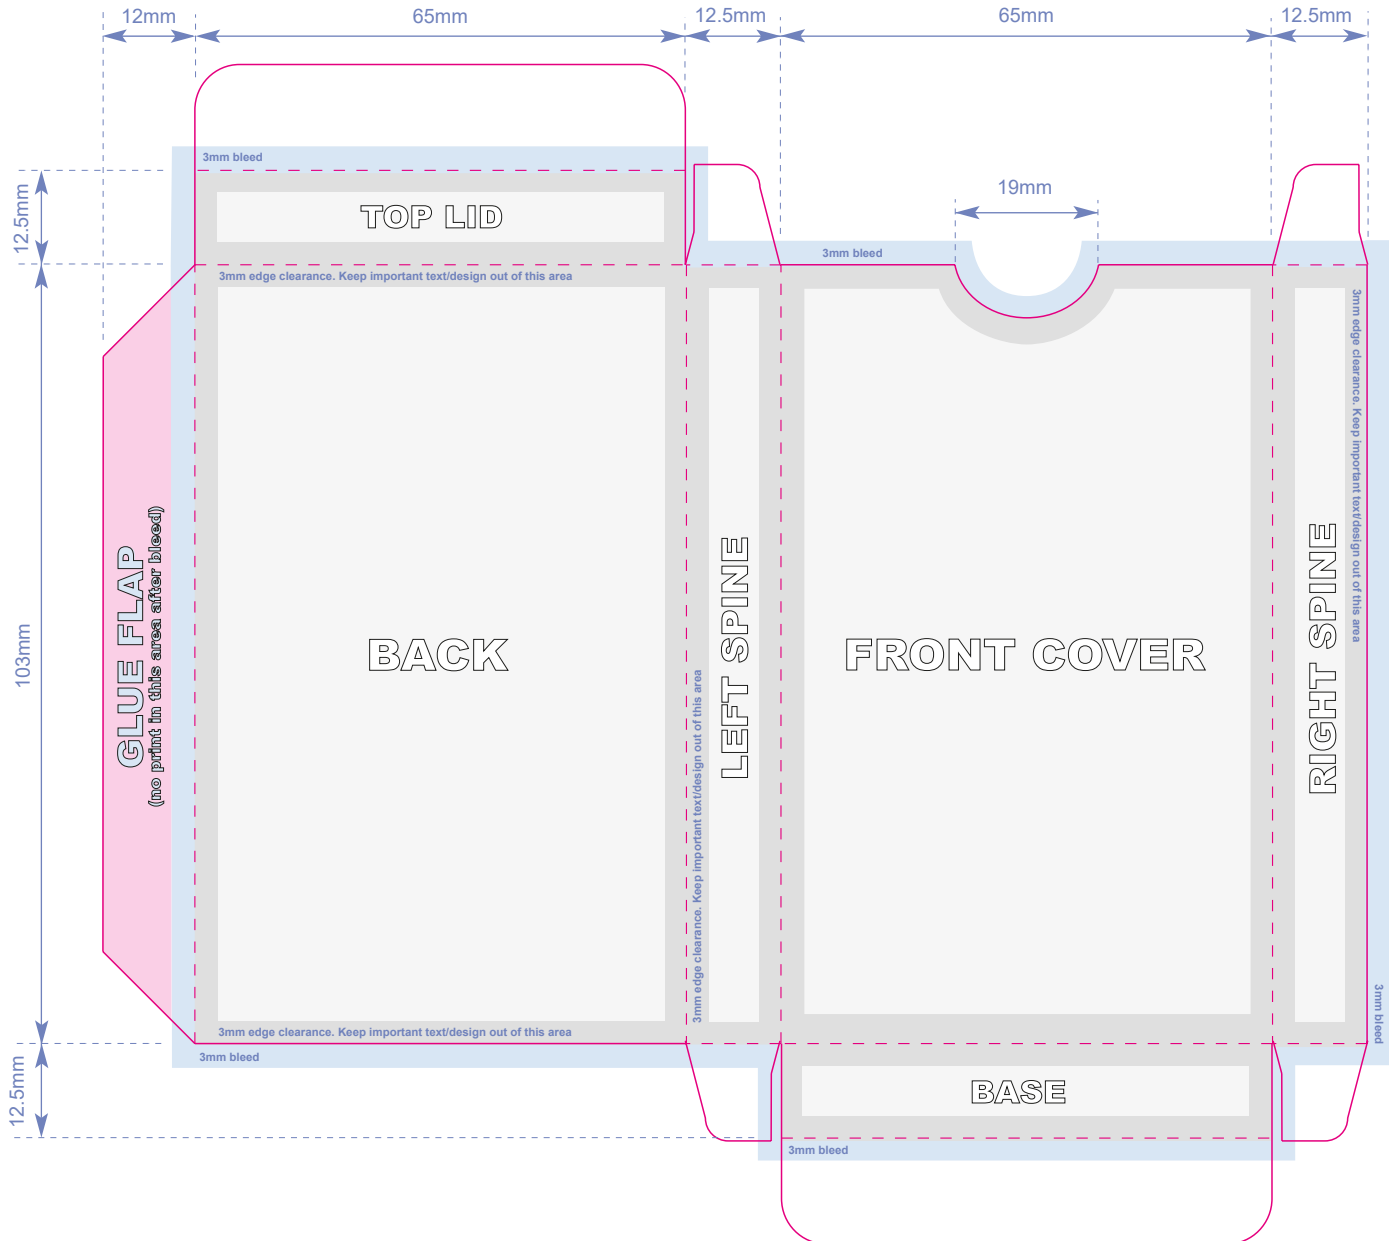 12mm
65mm
12.5mm
65mm
12.5mm
3mm bleed
12.5mm
TOP LID
19mm
3mm bleed
3mm edge clearance. Keep important text/design out of this area
3mm edge clearance. Keep important text/design out of this area
103mm
GLUE FLAP
(no print in this area after bleed)
BACK
3mm edge clearance. Keep important text/design out of this area
LEFT SPINE
FRONT COVER
RIGHT SPINE
3mm edge clearance. Keep important text/design out of this area
3mm bleed
3mm bleed
12.5mm
BASE
3mm bleed